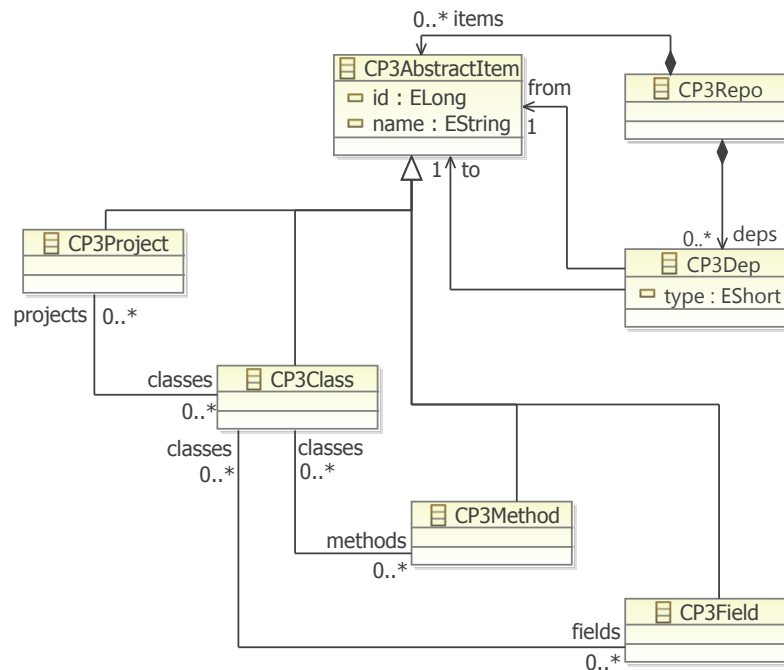 0..* items
CP3AbstractItem
id : ELong
name : EString
from
1
1 to
CP3Repo
0..* deps
CP3Dep
type : EShort
CP3Project
projects 0..*
classes
0..*
CP3Class
classes
0..*
classes
0..*
CP3Method
methods
0..*
CP3Field
fields
0..*